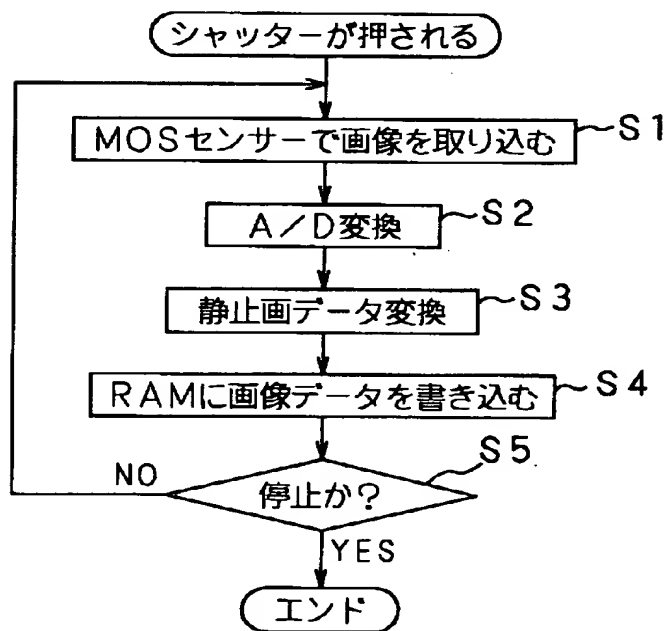 シャッターが押される
MOSセンサーで画像を取り込む
S1
A/D変換
S2
静止画データ変換
S3
RAMに画像データを書き込む
S4
停止か?
S5
NO
YES
エンド